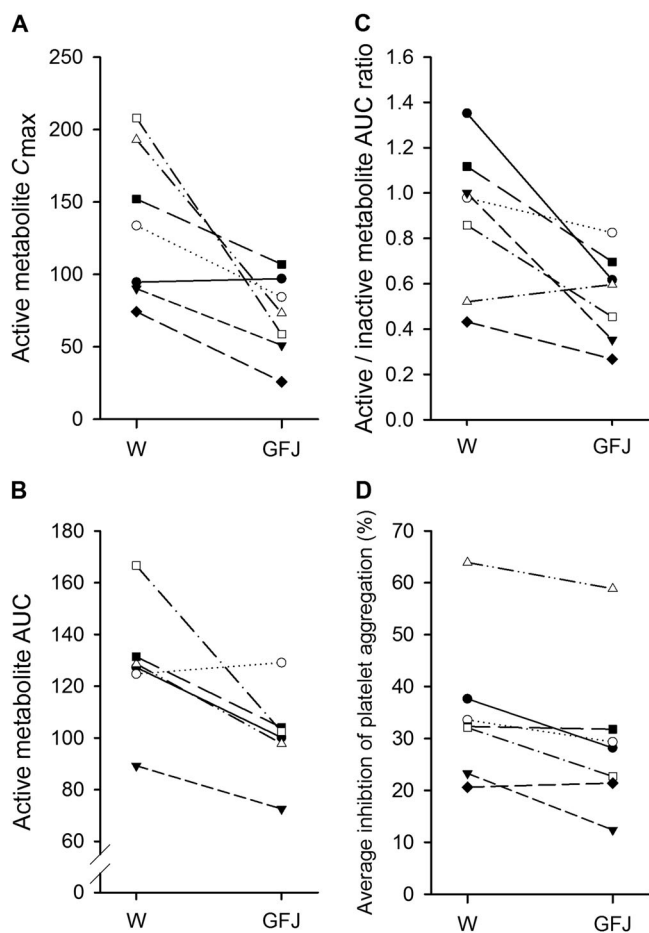 A
Active metabolite Cmax
250
200
150
100
50
0
W GFJ
C
Active / inactive metabolite AUC ratio
1.6
1.4
1.2
1.0
0.8
0.6
0.4
0.2
0.0
W GFJ
B
Active metabolite AUC
180
160
140
120
100
80
60
0
W GFJ
D
Average inhibtion of platelet aggregation (%)
70
60
50
40
30
20
10
0
W GFJ